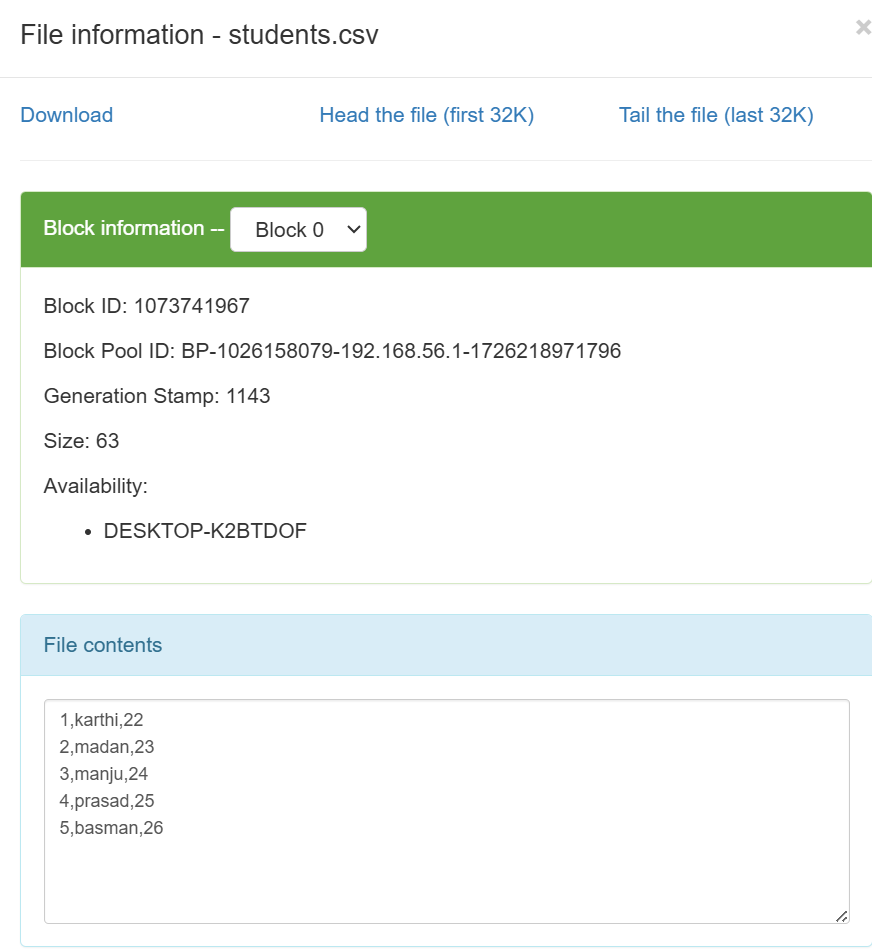 File information - students.csv
×
Download Head the file (first 32K) Tail the file (last 32K)
Block information -- Block 0
Block ID: 1073741967
Block Pool ID: BP-1026158079-192.168.56.1-1726218971796
Generation Stamp: 1143
Size: 63
Availability:
• DESKTOP-K2BTDOF
File contents
1,karthi,22
2,madan,23
3,manju,24
4,prasad,25
5,basman,26